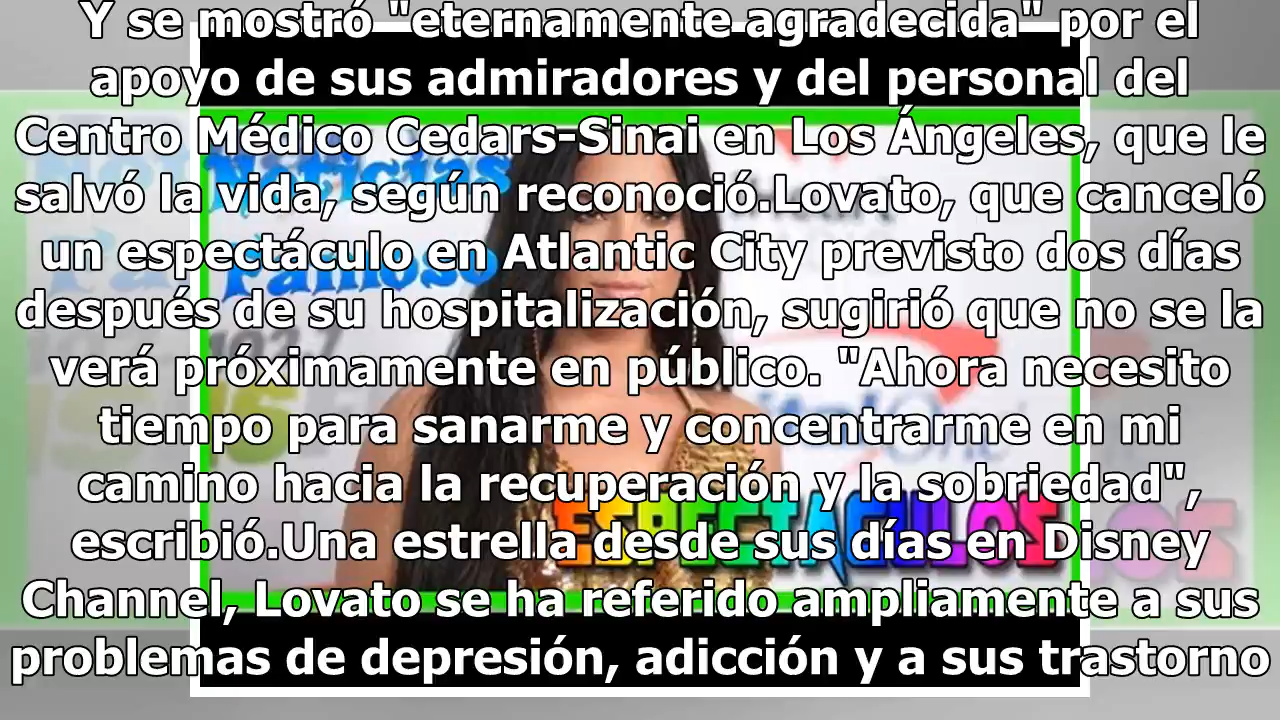 Y se mostró "eternamente agradecida" por el
apoyo de sus admiradores y del personal del
Centro Médico Cedars-Sinai en Los Ángeles, que le
salvó la vida, según reconoció.Lovato, que canceló
un espectáculo en Atlantic City previsto dos días
después de su hospitalización, sugirió que no se la
verá próximamente en público. "Ahora necesito
tiempo para sanarme y concentrarme en mi
camino hacia la recuperación y la sobriedad",
escribió.Una estrella desde sus días en Disney
Channel, Lovato se ha referido ampliamente a sus
problemas de depresión, adicción y a sus trastorno
Noticias
Famoso
ESPECTACULOS